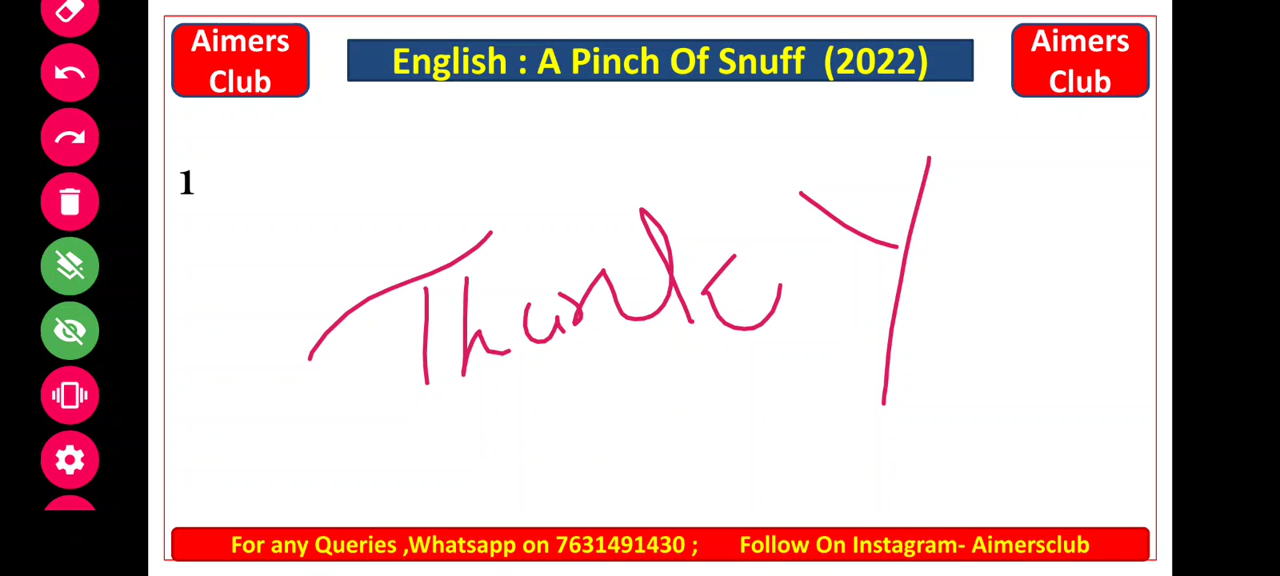 Aimers Club
English : A Pinch Of Snuff (2022)
Aimers Club
1
Thank Y
For any Queries ,Whatsapp on 7631491430 ; Follow On Instagram- Aimersclub